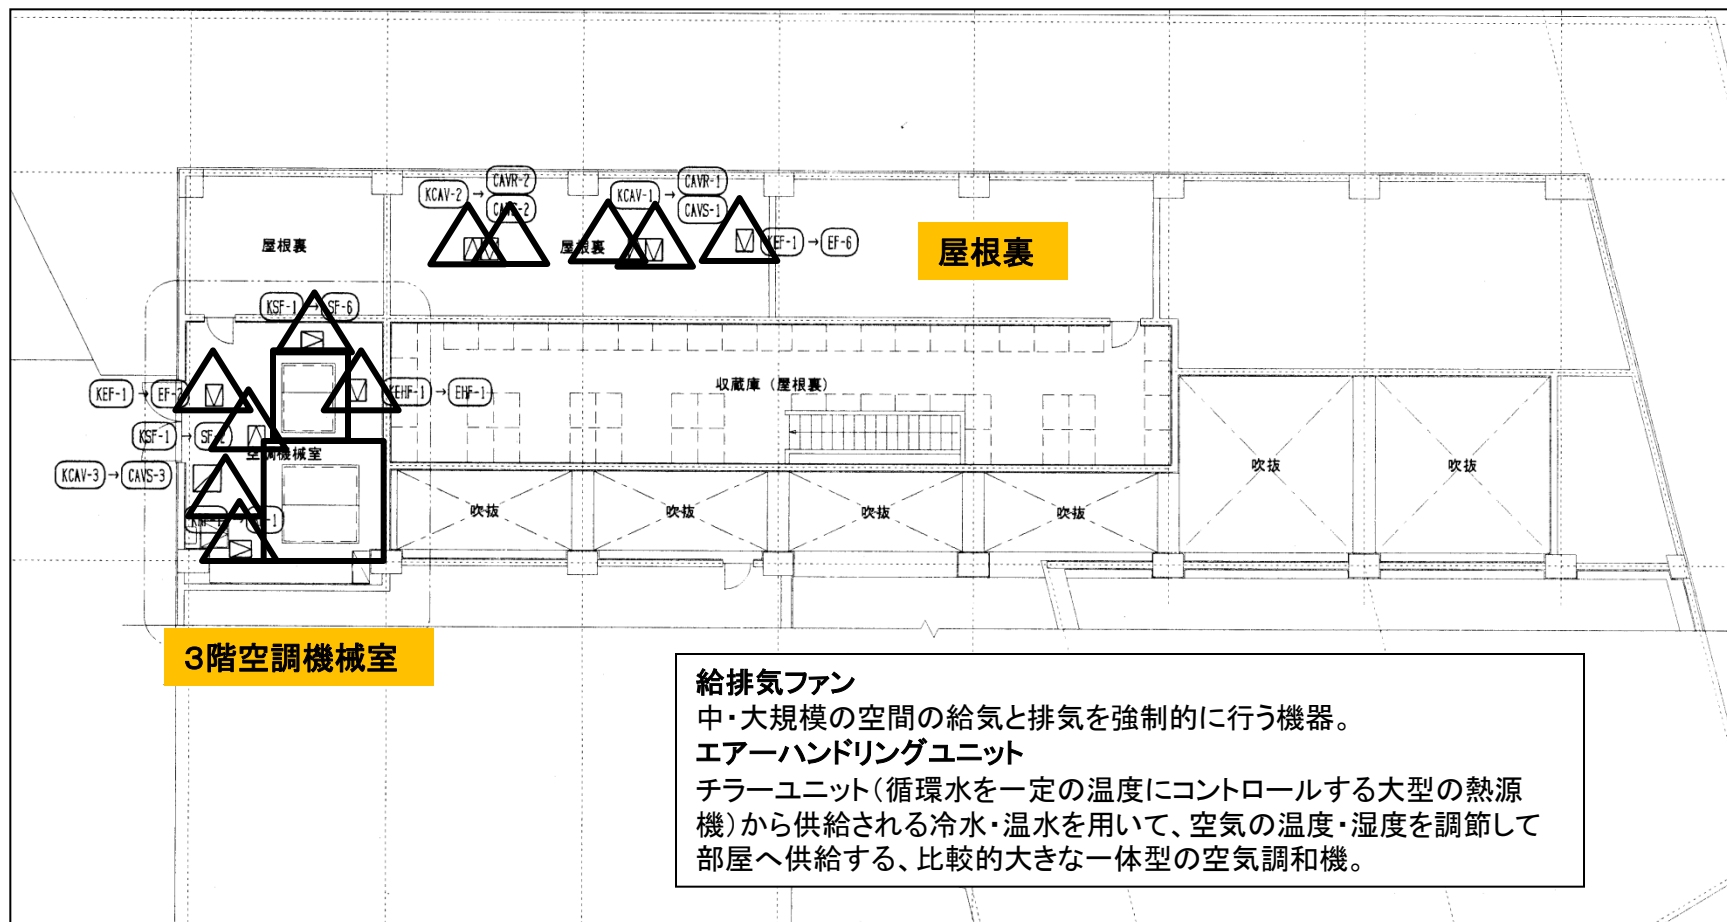 KCAV-2 → CAVR-2
CAVS-2
KCAV-1 → CAVR-1
CAVS-1
屋根裏
屋根裏
KEF-1 → EF-6
屋根裏
KSF-1 → SF-6
KEF-1 → EF-2
KEHF-1 → EHF-1
収蔵庫 (屋根裏)
KSF-1 → SF-2
空調機械室
KCAV-3 → CAVS-3
吹抜
吹抜
吹抜
吹抜
吹抜
吹抜
3階空調機械室
給排気ファン
中・大規模の空間の給気と排気を強制的に行う機器。
エアーハンドリングユニット
チラーユニット(循環水を一定の温度にコントロールする大型の熱源
機)から供給される冷水・温水を用いて、空気の温度・湿度を調節して
部屋へ供給する、比較的大きな一体型の空気調和機。